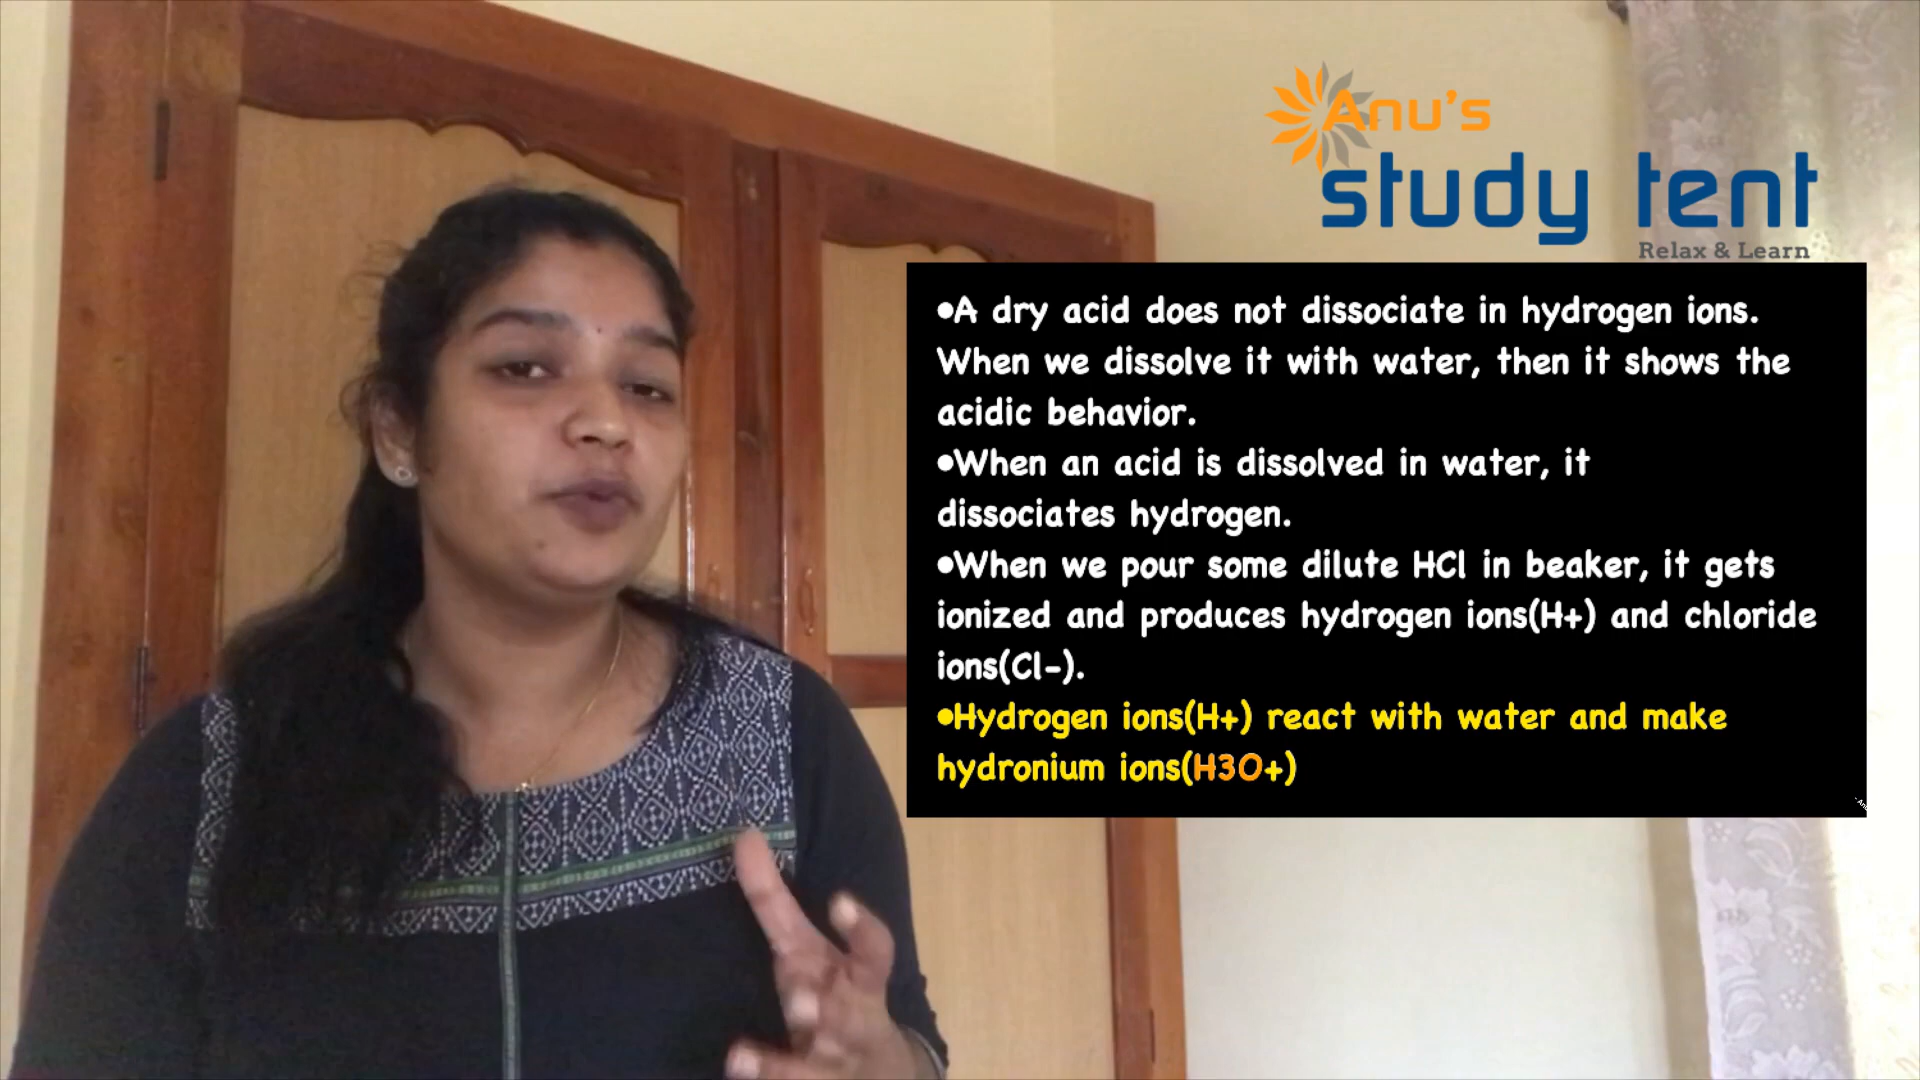 Anu's
study tent
Relax & Learn
•A dry acid does not dissociate in hydrogen ions.
When we dissolve it with water, then it shows the
acidic behavior.
•When an acid is dissolved in water, it
dissociates hydrogen.
•When we pour some dilute HCl in beaker, it gets
ionized and produces hydrogen ions(H+) and chloride
ions(Cl-).
•Hydrogen ions(H+) react with water and make
hydronium ions(H3O+)